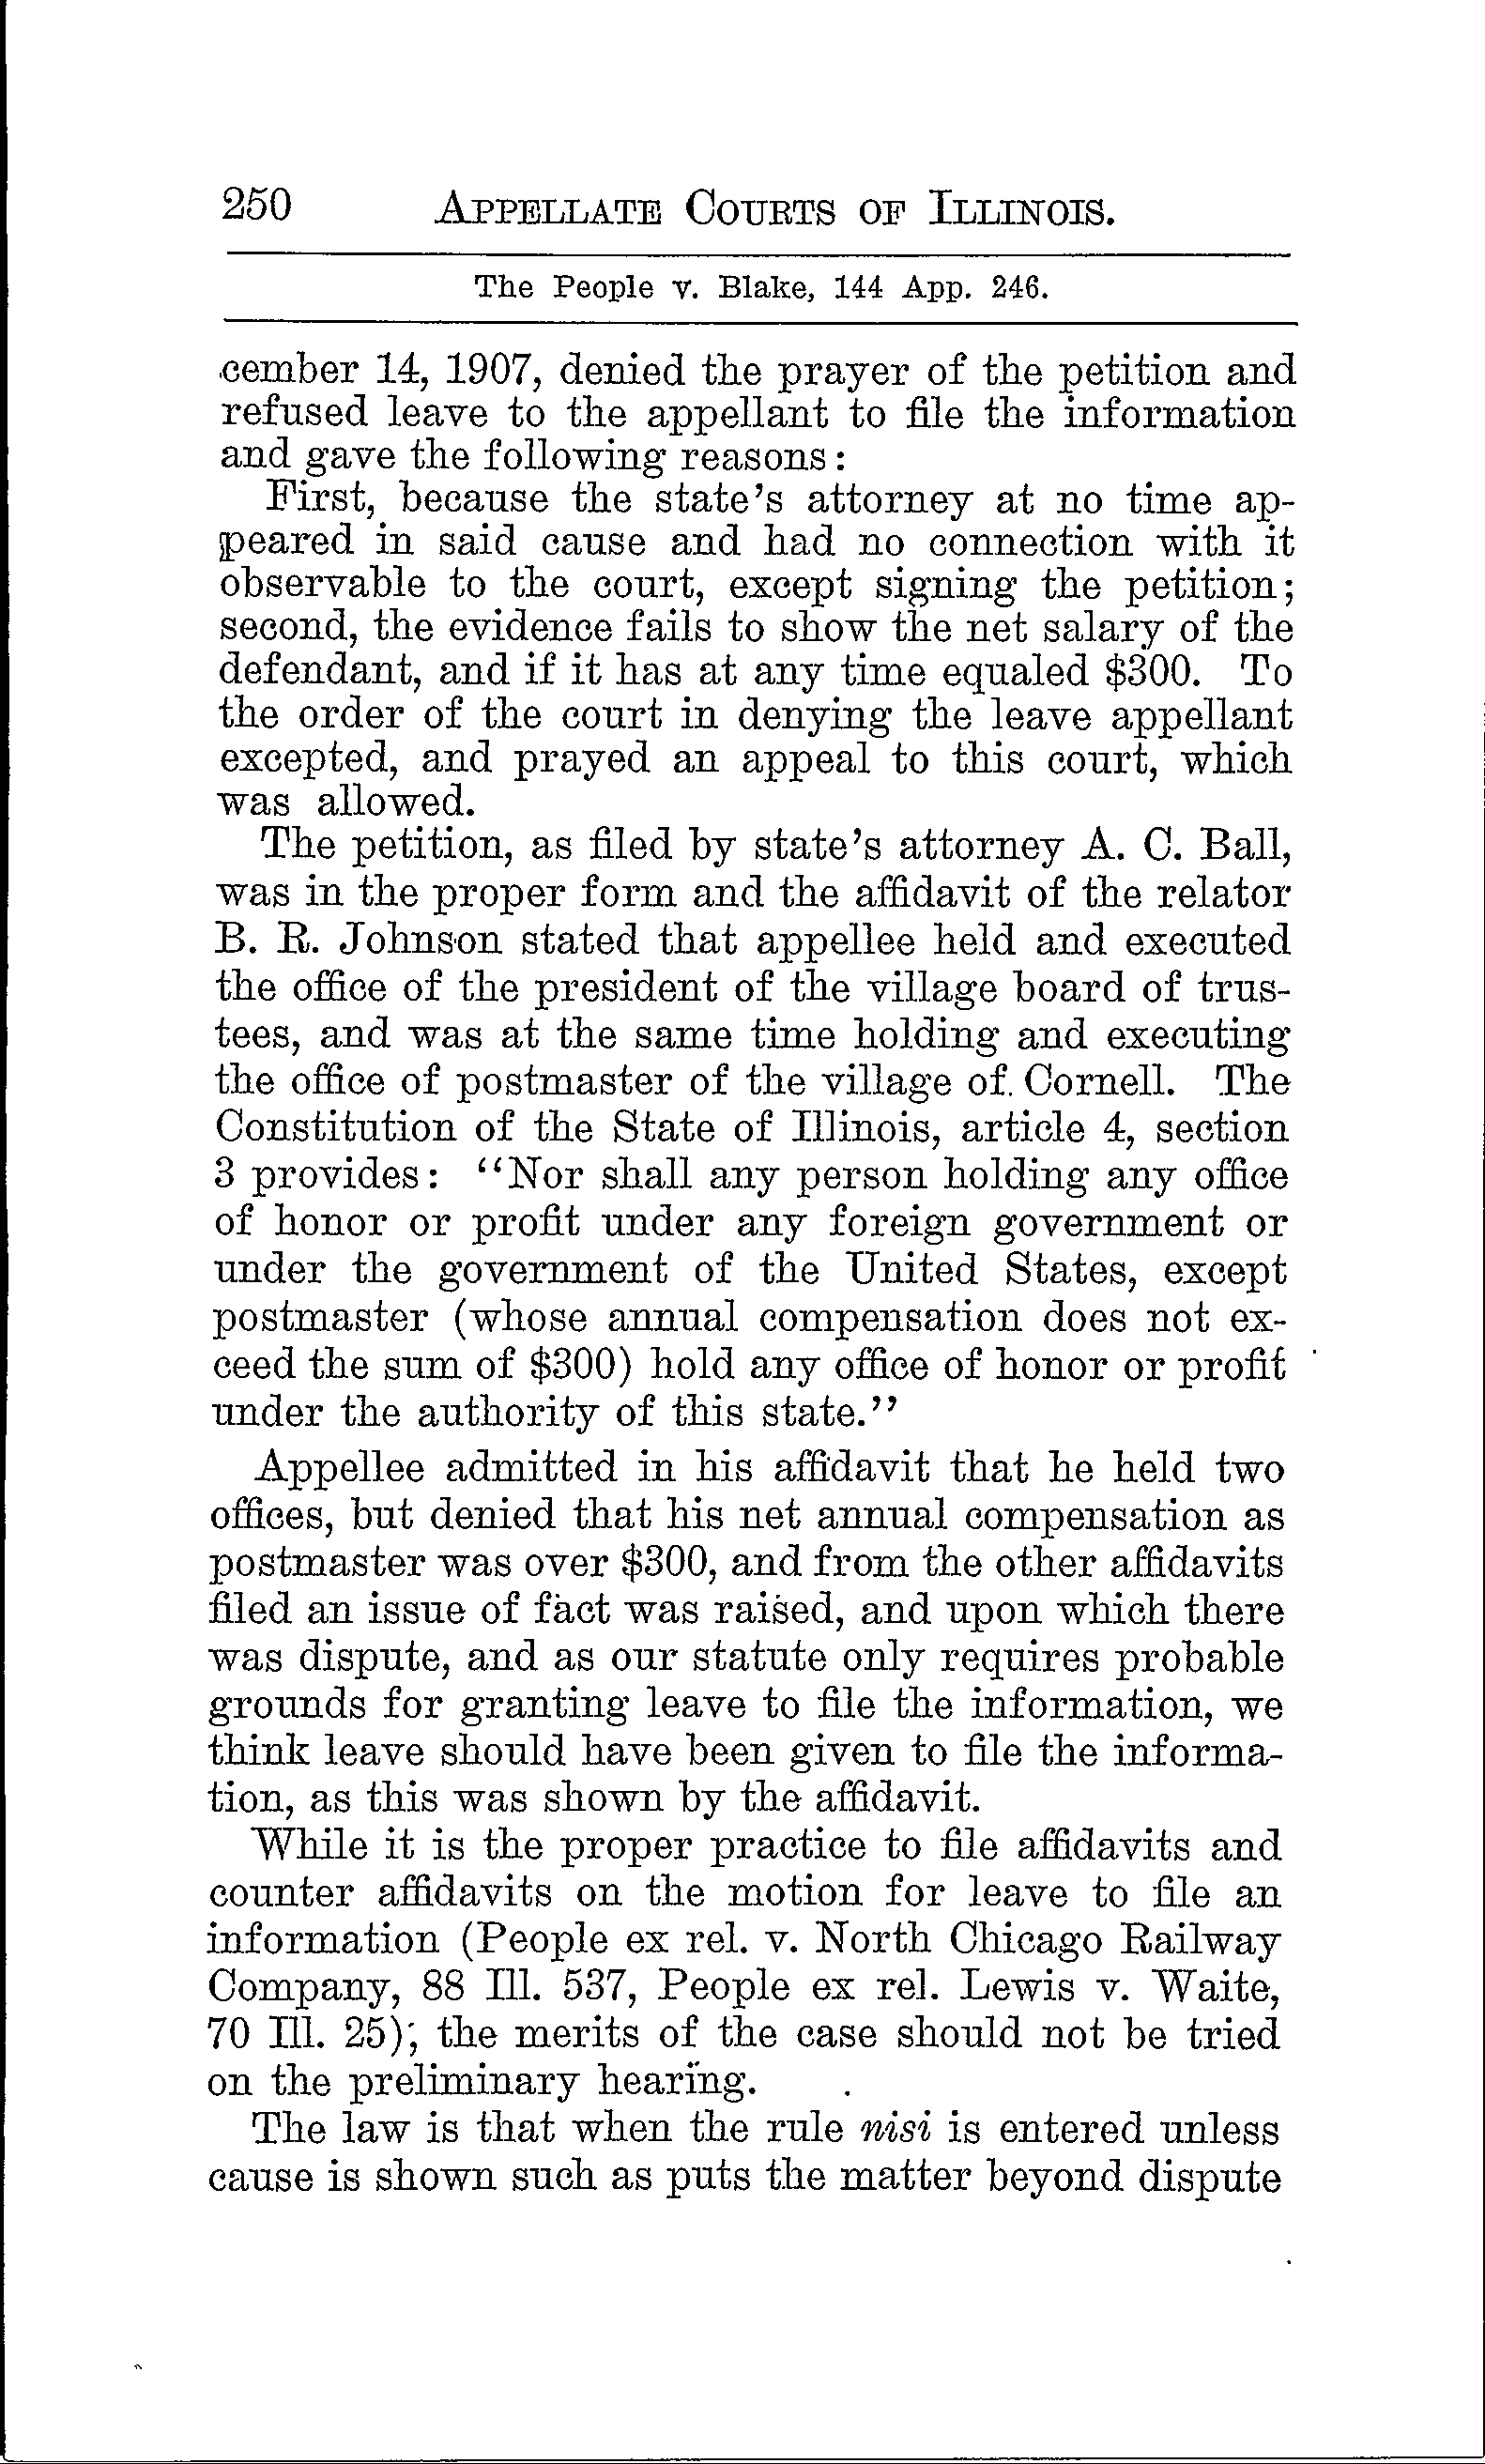 250 APPELLATE COURTS OF ILLINOIS.
The People v. Blake, 144 App. 246.
cember 14, 1907, denied the prayer of the petition and
refused leave to the appellant to file the information
and gave the following reasons:
First, because the state's attorney at no time ap-
peared in said cause and had no connection with it
observable to the court, except signing the petition;
second, the evidence fails to show the net salary of the
defendant, and if it has at any time equaled $300. To
the order of the court in denying the leave appellant
excepted, and prayed an appeal to this court, which
was allowed.
The petition, as filed by state's attorney A. C. Ball,
was in the proper form and the affidavit of the relator
B. R. Johnson stated that appellee held and executed
the office of the president of the village board of trus-
tees, and was at the same time holding and executing
the office of postmaster of the village of Cornell. The
Constitution of the State of Illinois, article 4, section
3 provides: "Nor shall any person holding any office
of honor or profit under any foreign government or
under the government of the United States, except
postmaster (whose annual compensation does not ex-
ceed the sum of $300) hold any office of honor or profit
under the authority of this state."
Appellee admitted in his affidavit that he held two
offices, but denied that his net annual compensation as
postmaster was over $300, and from the other affidavits
filed an issue of fact was raised, and upon which there
was dispute, and as our statute only requires probable
grounds for granting leave to file the information, we
think leave should have been given to file the informa-
tion, as this was shown by the affidavit.
While it is the proper practice to file affidavits and
counter affidavits on the motion for leave to file an
information (People ex rel. v. North Chicago Railway
Company, 88 Ill. 537, People ex rel. Lewis v. Waite,
70 Ill. 25); the merits of the case should not be tried
on the preliminary hearing.
The law is that when the rule nisi is entered unless
cause is shown such as puts the matter beyond dispute